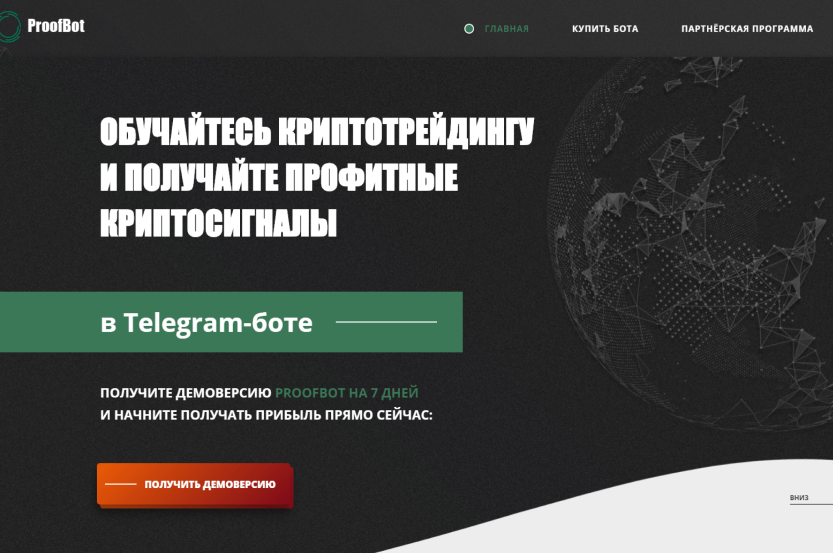 ProofBot
ГЛАВНАЯ
КУПИТЬ БОТА
ПАРТНЁРСКАЯ ПРОГРАММА
ОБУЧАЙТЕСЬ КРИПТОТРЕЙДИНГУ
И ПОЛУЧАЙТЕ ПРОФИТНЫЕ
КРИПТОСИГНАЛЫ
в Telegram-боте
ПОЛУЧИТЕ ДЕМОВЕРСИЮ PROOFBOT НА 7 ДНЕЙ
И НАЧНИТЕ ПОЛУЧАТЬ ПРИБЫЛЬ ПРЯМО СЕЙЧАС:
ПОЛУЧИТЬ ДЕМОВЕРСИЮ
ВНИЗ